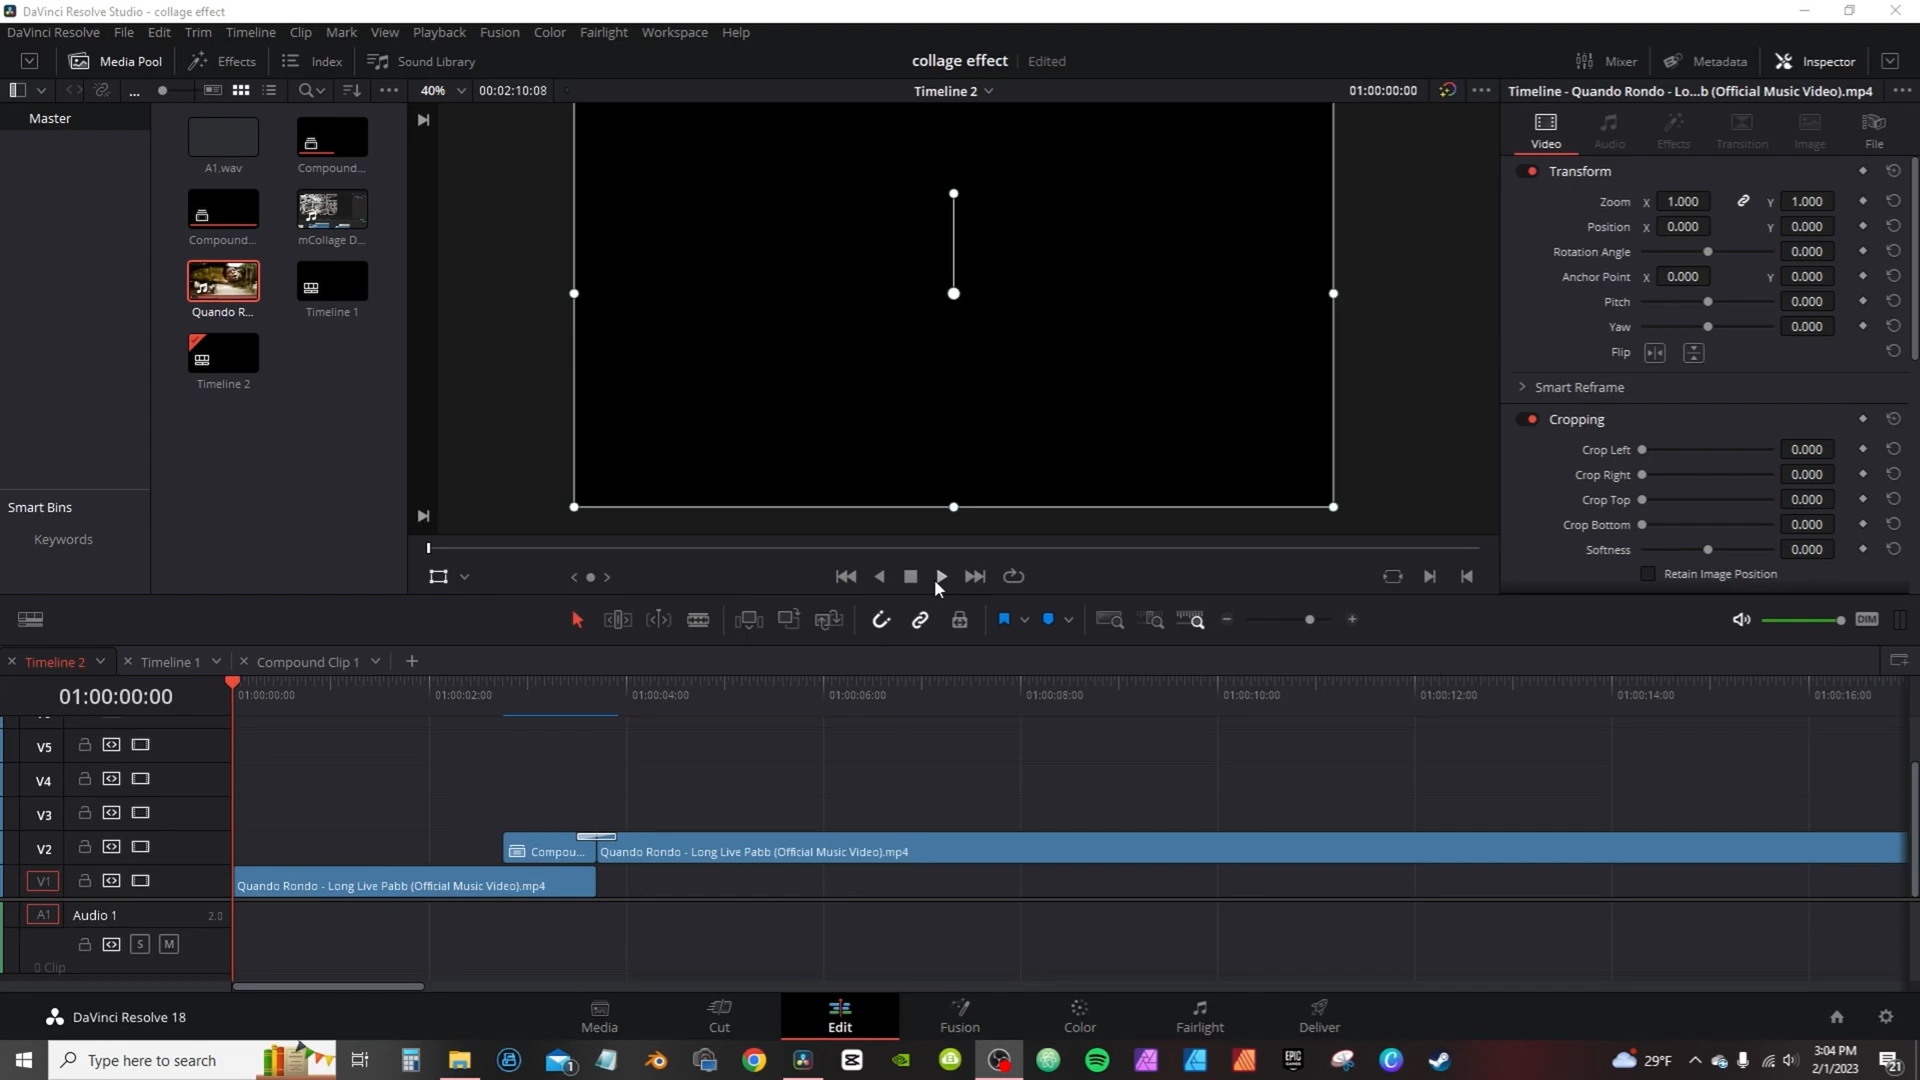 DaVinci Resolve Studio - collage effect
DaVinci Resolve File Edit Trim Timeline Clip Mark View Playback Fusion Color Fairlight Workspace Help
Media Pool Effects Index Sound Library collage effect Edited Mixer Metadata Inspector
40% 00:02:10:08 Timeline 2 01:00:00:00 Timeline - Quando Rondo - Lo...b (Official Music Video).mp4
Master
A1.wav Compound...
Compound... mCollage D...
Quando R... Timeline 1
Timeline 2
Smart Bins
Keywords
Video Audio Effects Transition Image File
Transform
Zoom X 1.000 Y 1.000
Position X 0.000 Y 0.000
Rotation Angle 0.000
Anchor Point X 0.000 Y 0.000
Pitch 0.000
Yaw 0.000
Flip
Smart Reframe
Cropping
Crop Left 0.000
Crop Right 0.000
Crop Top 0.000
Crop Bottom 0.000
Softness 0.000
Retain Image Position
DIM
Timeline 2 Timeline 1 Compound Clip 1
01:00:00:00 01:00:00:00 01:00:02:00 01:00:04:00 01:00:06:00 01:00:08:00 01:00:10:00 01:00:12:00 01:00:14:00 01:00:16:00
V5
V4
V3
V2 Compou... Quando Rondo - Long Live Pabb (Official Music Video).mp4
V1 Quando Rondo - Long Live Pabb (Official Music Video).mp4
A1 Audio 1 2.0
S M
0 Clip
DaVinci Resolve 18 Media Cut Edit Fusion Color Fairlight Deliver
Type here to search 1 EPIC GAMES 29°F 3:04 PM
2/1/2023 21